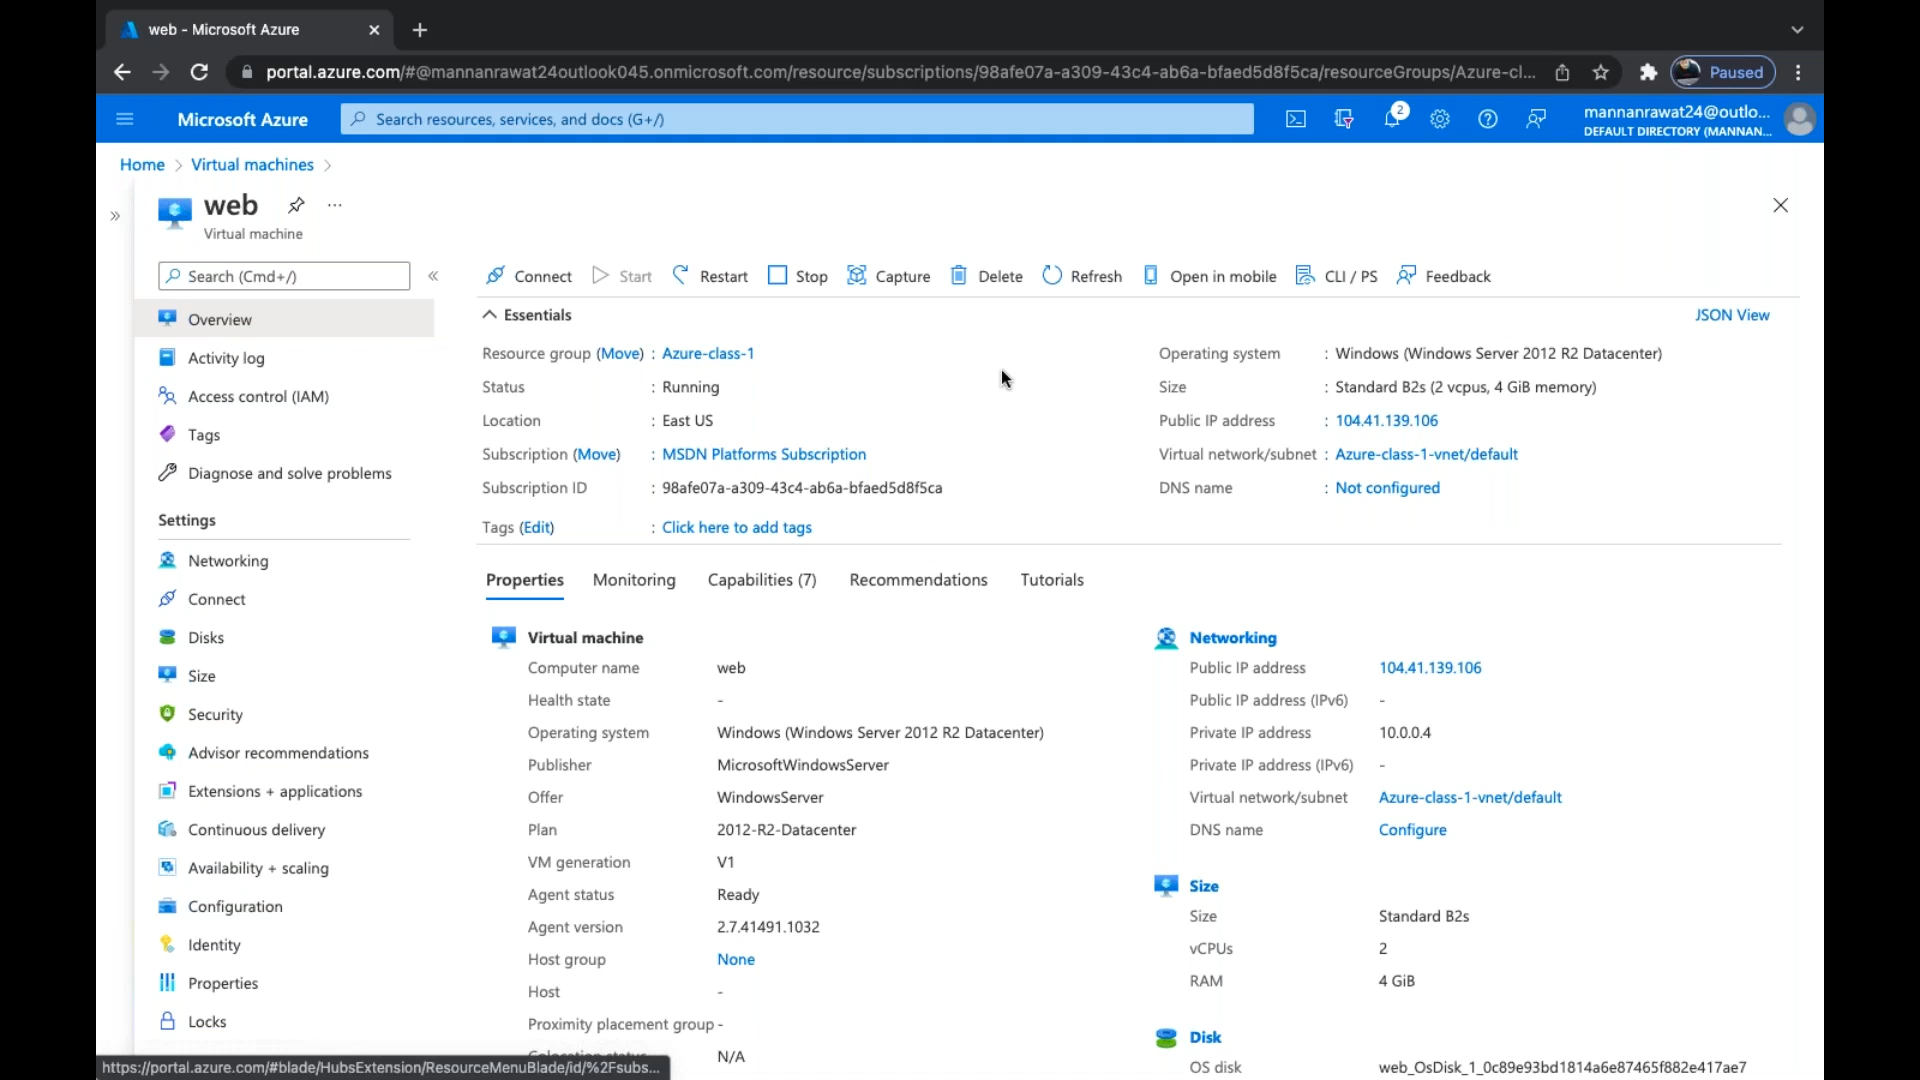 web - Microsoft Azure
portal.azure.com/#@mannanrawat24outlook045.onmicrosoft.com/resource/subscriptions/98afe07a-a309-43c4-ab6a-bfaed5d8f5ca/resourceGroups/Azure-cl...
Paused
Microsoft Azure
Search resources, services, and docs (G+/)
2
mannanrawat24@outlo...
DEFAULT DIRECTORY (MANNAN...
Home > Virtual machines >
web
Virtual machine
Search (Cmd+/)
Overview
Activity log
Access control (IAM)
Tags
Diagnose and solve problems
Settings
Networking
Connect
Disks
Size
Security
Advisor recommendations
Extensions + applications
Continuous delivery
Availability + scaling
Configuration
Identity
Properties
Locks
Connect Start Restart Stop Capture Delete Refresh Open in mobile CLI / PS Feedback
Essentials
JSON View
Resource group (Move) : Azure-class-1
Status : Running
Location : East US
Subscription (Move) : MSDN Platforms Subscription
Subscription ID : 98afe07a-a309-43c4-ab6a-bfaed5d8f5ca
Tags (Edit) : Click here to add tags
Operating system : Windows (Windows Server 2012 R2 Datacenter)
Size : Standard B2s (2 vcpus, 4 GiB memory)
Public IP address : 104.41.139.106
Virtual network/subnet : Azure-class-1-vnet/default
DNS name : Not configured
Properties Monitoring Capabilities (7) Recommendations Tutorials
Virtual machine
Computer name web
Health state -
Operating system Windows (Windows Server 2012 R2 Datacenter)
Publisher MicrosoftWindowsServer
Offer WindowsServer
Plan 2012-R2-Datacenter
VM generation V1
Agent status Ready
Agent version 2.7.41491.1032
Host group None
Host -
Proximity placement group -
Colocation status N/A
Networking
Public IP address 104.41.139.106
Public IP address (IPv6) -
Private IP address 10.0.0.4
Private IP address (IPv6) -
Virtual network/subnet Azure-class-1-vnet/default
DNS name Configure
Size
Size Standard B2s
vCPUs 2
RAM 4 GiB
Disk
OS disk web_OsDisk_1_0c89e93bd1814a6e87465f882e417ae7
https://portal.azure.com/#blade/HubsExtension/ResourceMenuBlade/id/%2Fsubs...